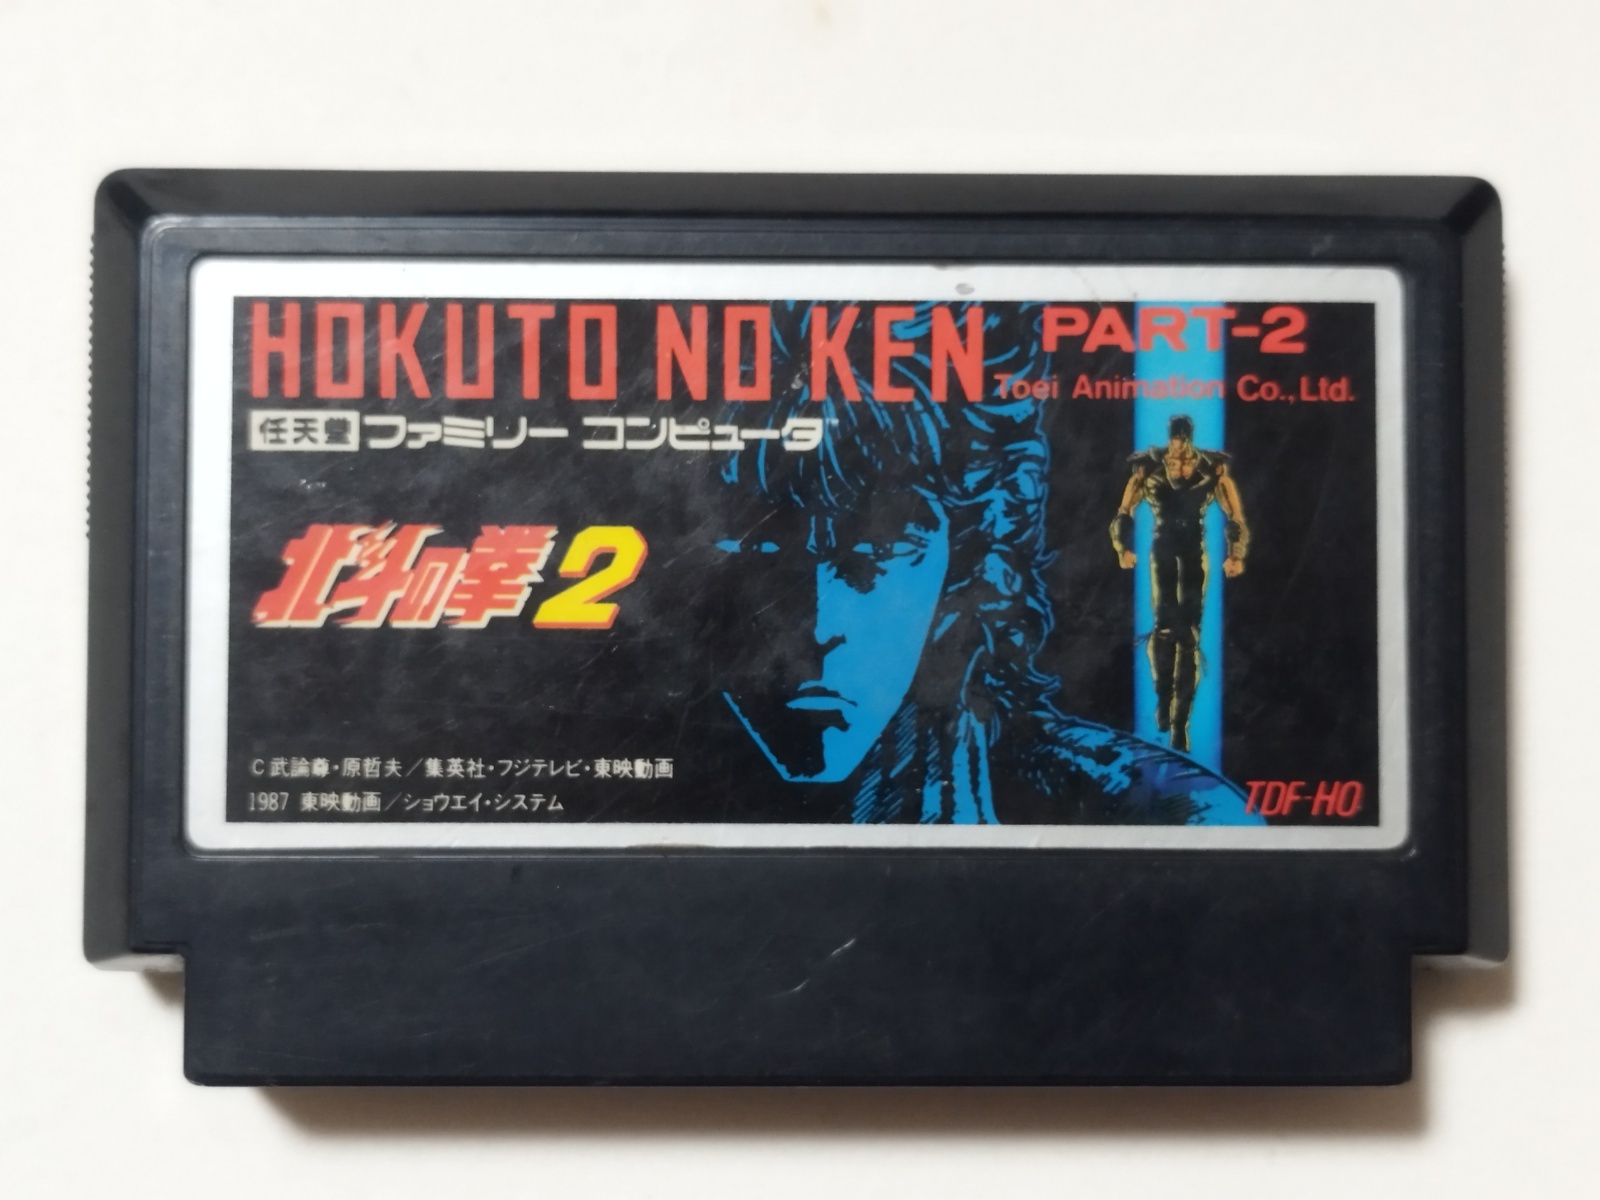 HOKUTO NO KEN PART-2
Toei Animation Co.,Ltd.
任天堂 ファミリー コンピュータ™
北斗の拳2
C 武論尊・原哲夫／集英社・フジテレビ・東映動画
1987 東映動画／ショウエイ・システム
TDF-HO